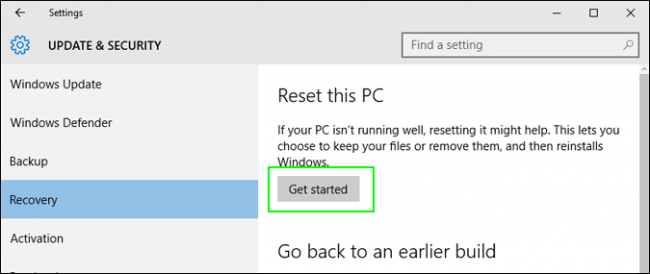 Settings
UPDATE & SECURITY
Find a setting
Windows Update
Windows Defender
Backup
Recovery
Activation
Reset this PC
If your PC isn't running well, resetting it might help. This lets you
choose to keep your files or remove them, and then reinstalls
Windows.
Get started
Go back to an earlier build